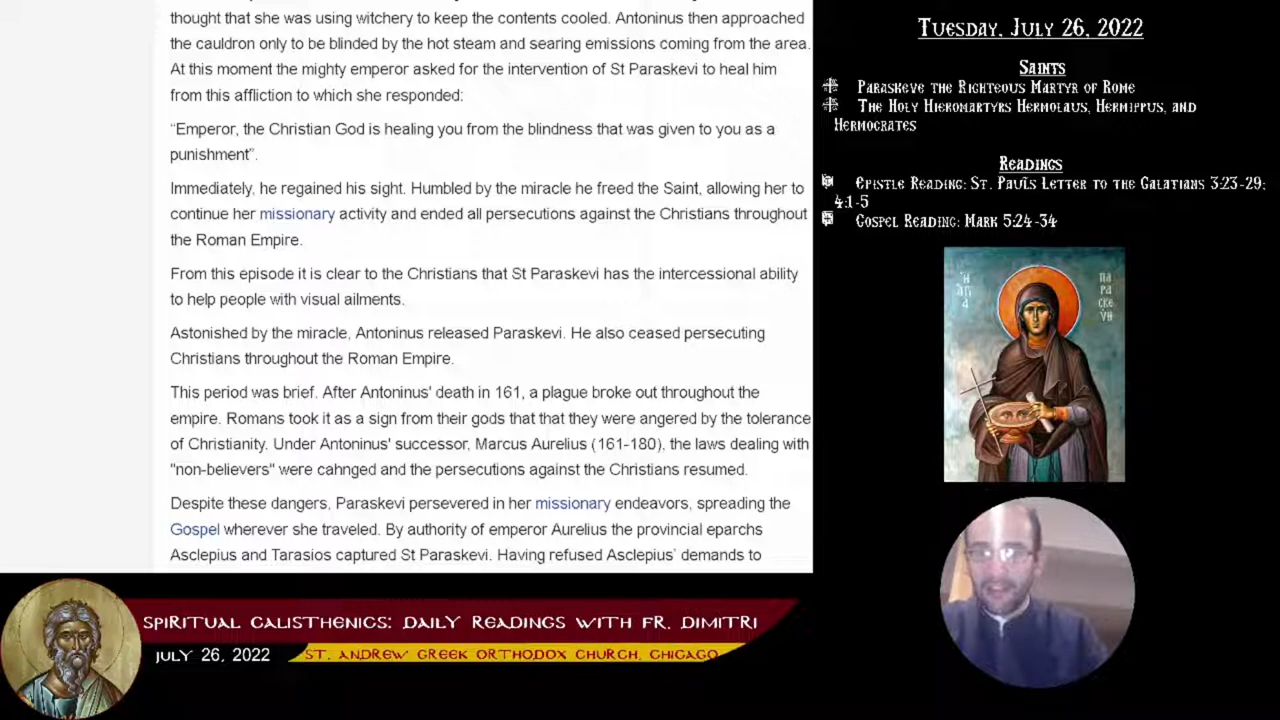 thought that she was using witchery to keep the contents cooled. Antoninus then approached
the cauldron only to be blinded by the hot steam and searing emissions coming from the area.
At this moment the mighty emperor asked for the intervention of St Paraskevi to heal him
from this affliction to which she responded:
“Emperor, the Christian God is healing you from the blindness that was given to you as a
punishment”.
Immediately, he regained his sight. Humbled by the miracle he freed the Saint, allowing her to
continue her missionary activity and ended all persecutions against the Christians throughout
the Roman Empire.
From this episode it is clear to the Christians that St Paraskevi has the intercessional ability
to help people with visual ailments.
Astonished by the miracle, Antoninus released Paraskevi. He also ceased persecuting
Christians throughout the Roman Empire.
This period was brief. After Antoninus' death in 161, a plague broke out throughout the
empire. Romans took it as a sign from their gods that that they were angered by the tolerance
of Christianity. Under Antoninus' successor, Marcus Aurelius (161-180), the laws dealing with
"non-believers" were cahnged and the persecutions against the Christians resumed.
Despite these dangers, Paraskevi persevered in her missionary endeavors, spreading the
Gospel wherever she traveled. By authority of emperor Aurelius the provincial eparchs
Asclepius and Tarasios captured St Paraskevi. Having refused Asclepius’ demands to
Tuesday, July 26, 2022
Saints
Paraskeve the Righteous Martyr of Rome
The Holy Hieromartyrs Hermolaus, Hermippus, and
Hermocrates
Readings
Epistle Reading: St. Paul's Letter to the Galatians 3:23-29;
4:1-5
Gospel Reading: Mark 5:24-34
Ἡ
ἉΓΙ
Α
ΠΑ
ΡΑ
ΣΚΕ
ΥΗ
SPIRITUAL CALISTHENICS: DAILY READINGS WITH FR. DIMITRI
JULY 26, 2022
ST. ANDREW GREEK ORTHODOX CHURCH, CHICAGO